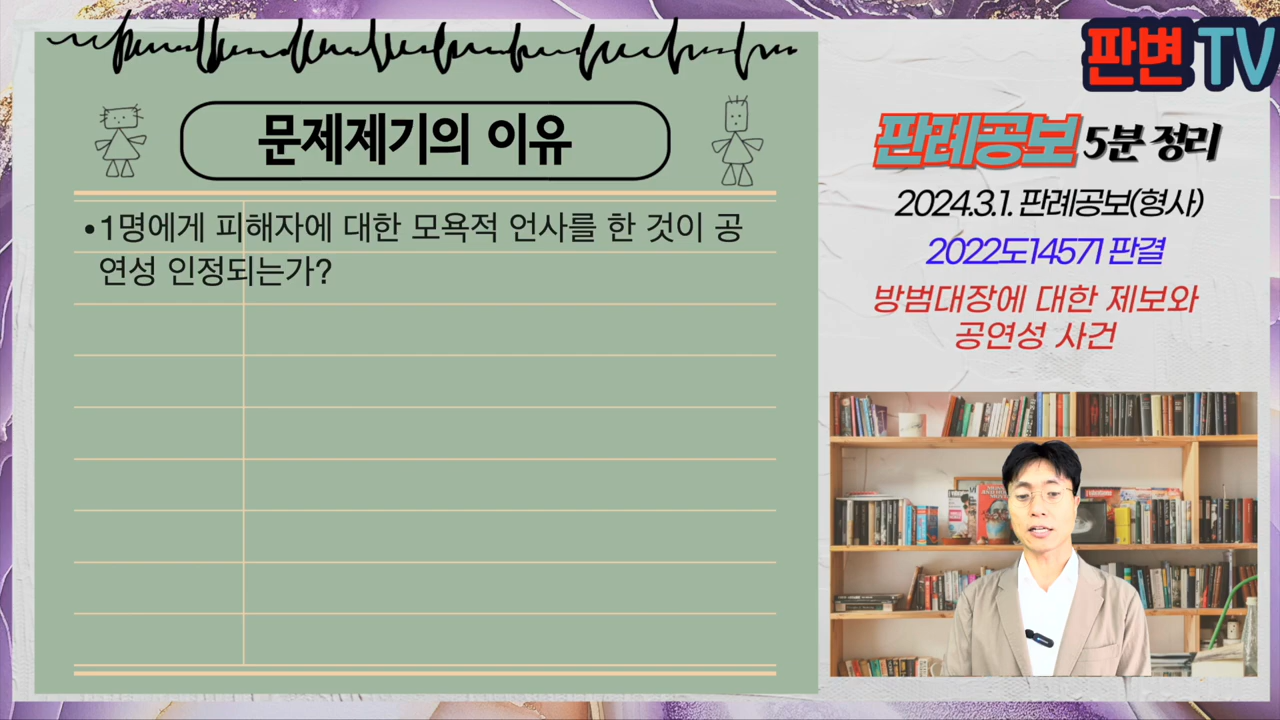 판변 TV
문제제기의 이유
•1명에게 피해자에 대한 모욕적 언사를 한 것이 공
연성 인정되는가?
판례공보 5분 정리
2024.3.1. 판례공보(형사)
2022도14571 판결
방범대장에 대한 제보와
공연성 사건